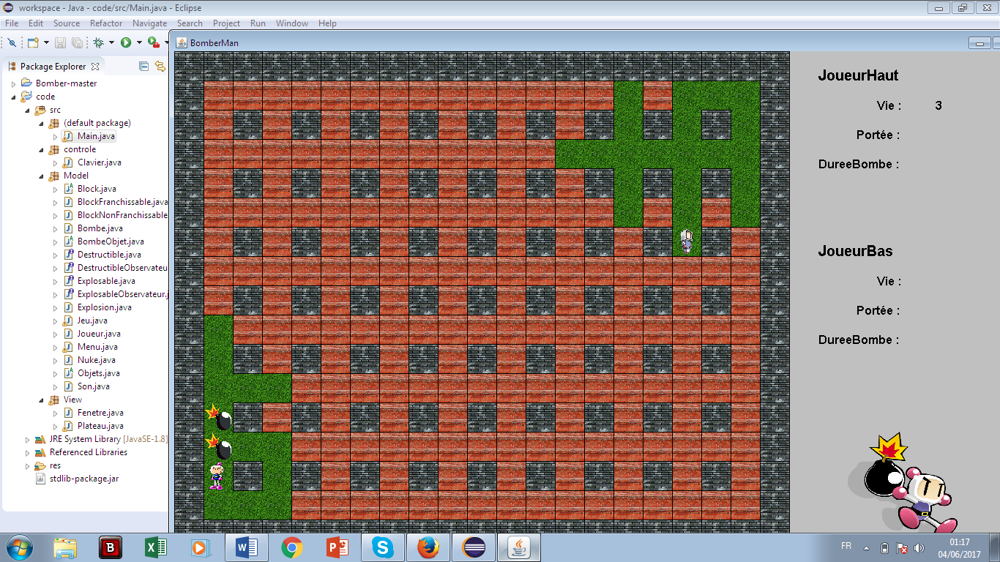 workspace - Java - code/src/Main.java - Eclipse
File Edit Source Refactor Navigate Search Project Run Window Help
BomberMan
Package Explorer
Bomber-master
code
src
(default package)
Main.java
controle
Clavier.java
Model
Block.java
BlockFranchissable.java
BlockNonFranchissable
Bombe.java
BombeObjet.java
Destructible.java
DestructibleObservateu
Explosable.java
ExplosableObservateur.j
Explosion.java
Jeu.java
Joueur.java
Menu.java
Nuke.java
Objets.java
Son.java
View
Fenetre.java
Plateau.java
JRE System Library [JavaSE-1.8]
Referenced Libraries
res
stdlib-package.jar
JoueurHaut
Vie : 3
Portée :
DureeBombe :
JoueurBas
Vie :
Portée :
DureeBombe :
FR
01:17
04/06/2017